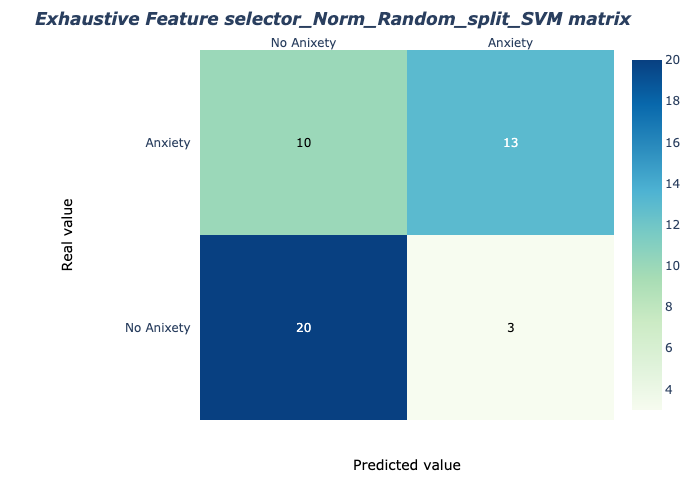 Exhaustive Feature selector_Norm_Random_split_SVM matrix
No Anixety
Anxiety
20
18
16
14
12
10
8
6
4
Anxiety
10
13
Real value
No Anixety
20
3
Predicted value